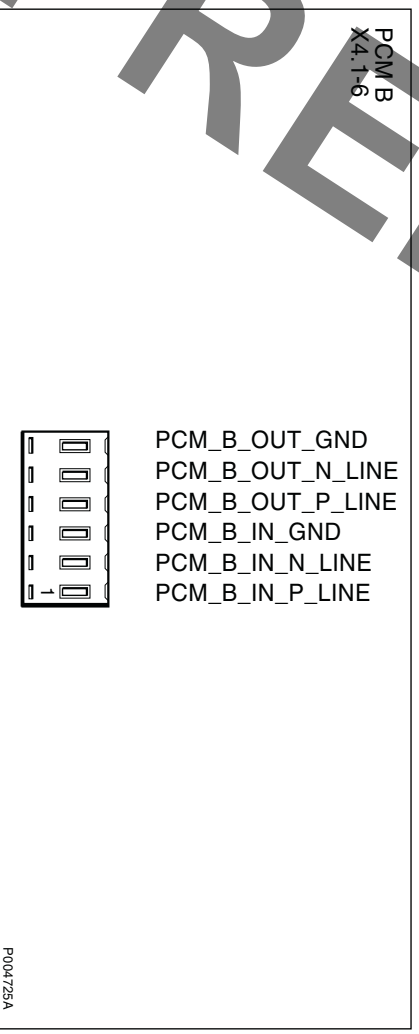 PCM B
X4.1-6
PCM_B_OUT_GND
PCM_B_OUT_N_LINE
PCM_B_OUT_P_LINE
PCM_B_IN_GND
PCM_B_IN_N_LINE
PCM_B_IN_P_LINE
1
P004725A